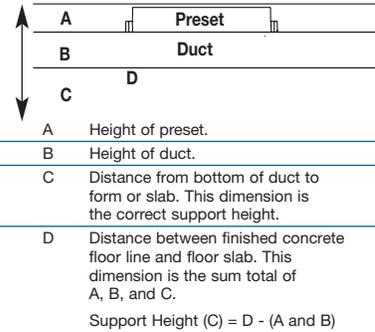 A Preset
B Duct
D
C
A Height of preset.
B Height of duct.
C Distance from bottom of duct to
form or slab. This dimension is
the correct support height.
D Distance between finished concrete
floor line and floor slab. This
dimension is the sum total of
A, B, and C.
Support Height (C) = D - (A and B)